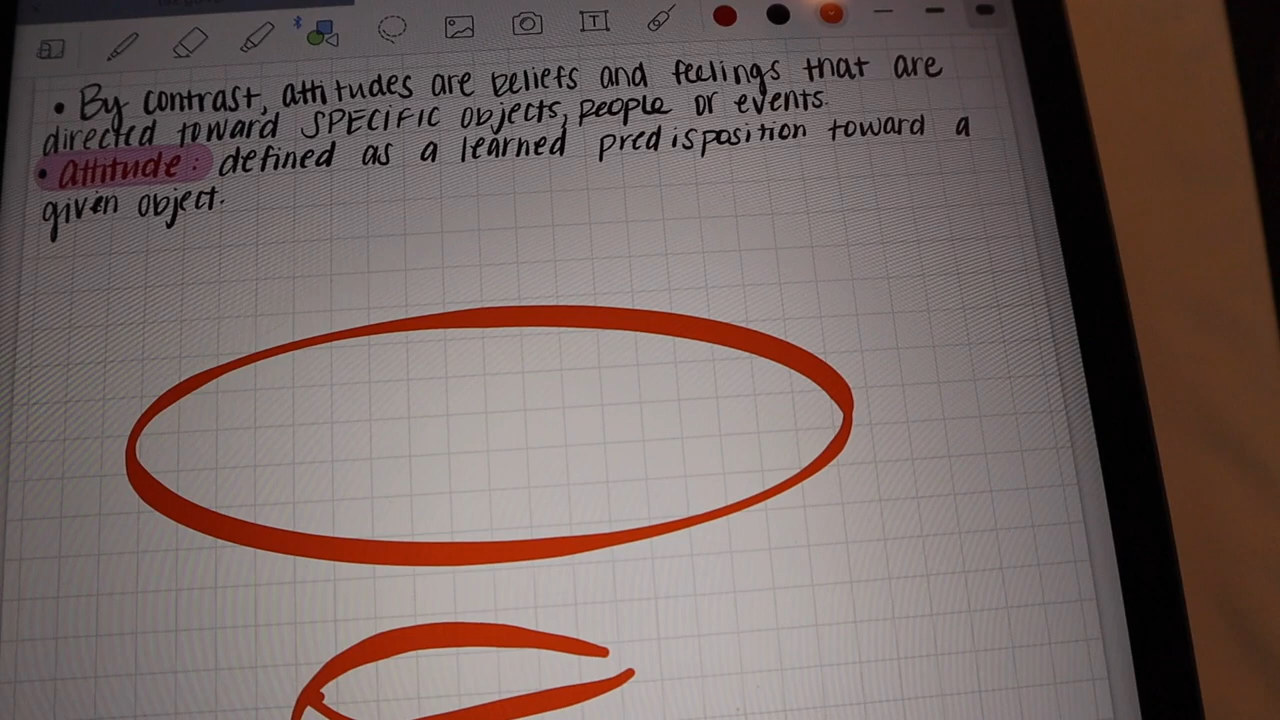 • By contrast, attitudes are beliefs and feelings that are
directed toward SPECIFIC objects, people or events.
• attitude: defined as a learned predisposition toward a
given object.